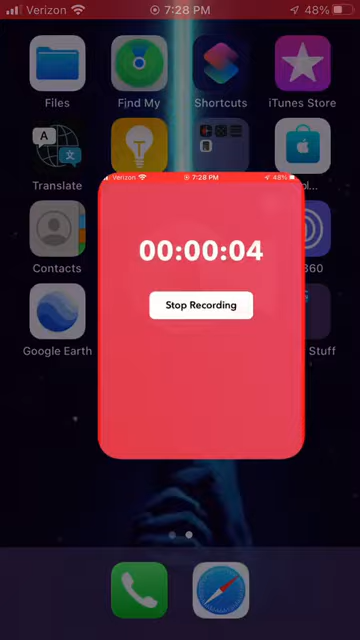 Verizon 7:28 PM 48%
Files Find My Shortcuts iTunes Store
A
文
Translate
Verizon 7:28 PM 48%
00:00:04
Stop Recording
Contacts 360
Google Earth Stuff